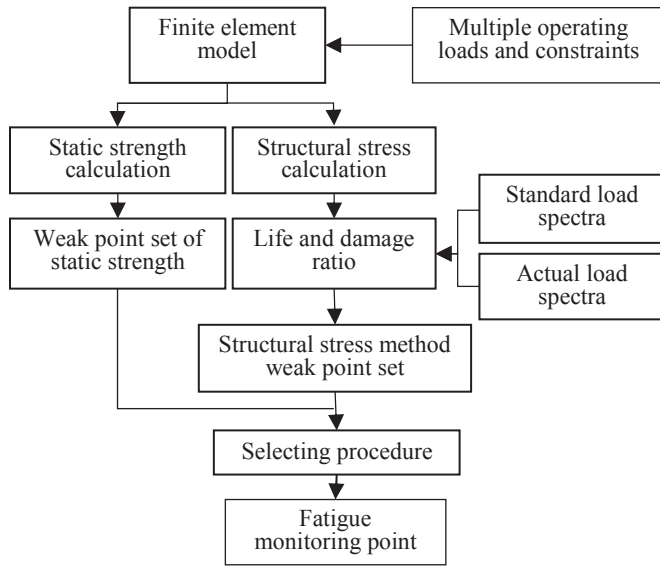 Finite element
model
Multiple operating
loads and constraints
Static strength
calculation
Structural stress
calculation
Standard load
spectra
Weak point set of
static strength
Life and damage
ratio
Actual load
spectra
Structural stress method
weak point set
Selecting procedure
Fatigue
monitoring point